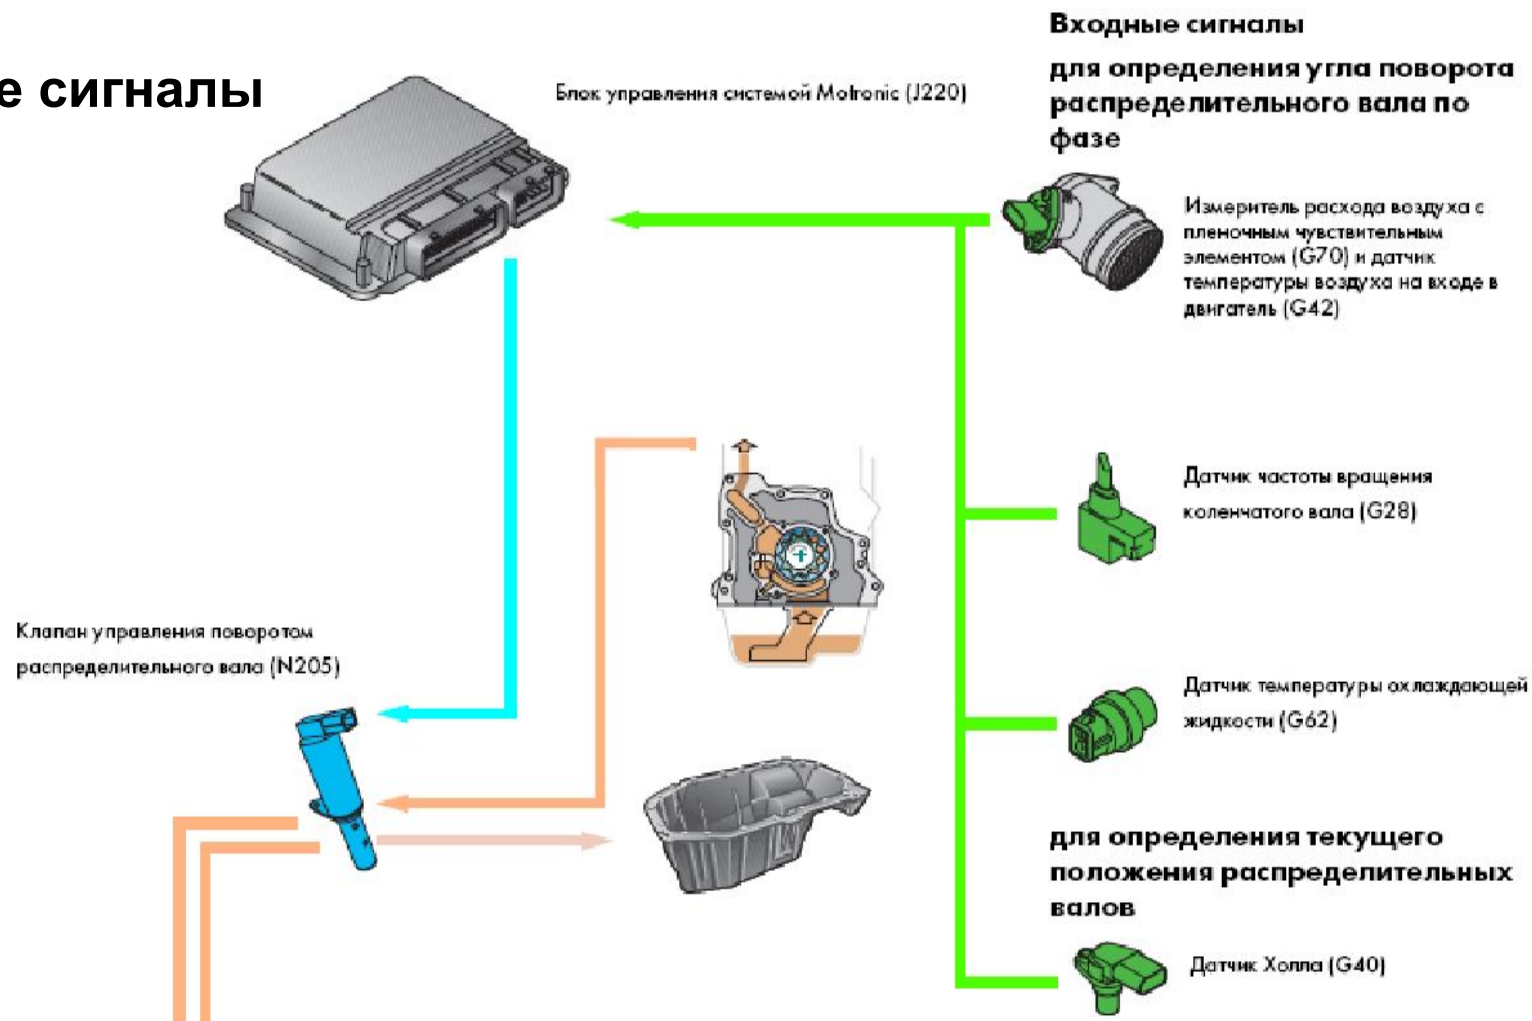 е сигналы
Блок управления системой Motronic (J220)
Входные сигналы
для определения угла поворота
распределительного вала по
фазе
Измеритель расхода воздуха с
пленочным чувствительным
элементом (G70) и датчик
температуры воздуха на входе в
двигатель (G42)
Датчик частоты вращения
коленчатого вала (G28)
Клапан управления поворотом
распределительного вала (N205)
Датчик температуры охлаждающей
жидкости (G62)
для определения текущего
положения распределительных
валов
Датчик Холла (G40)